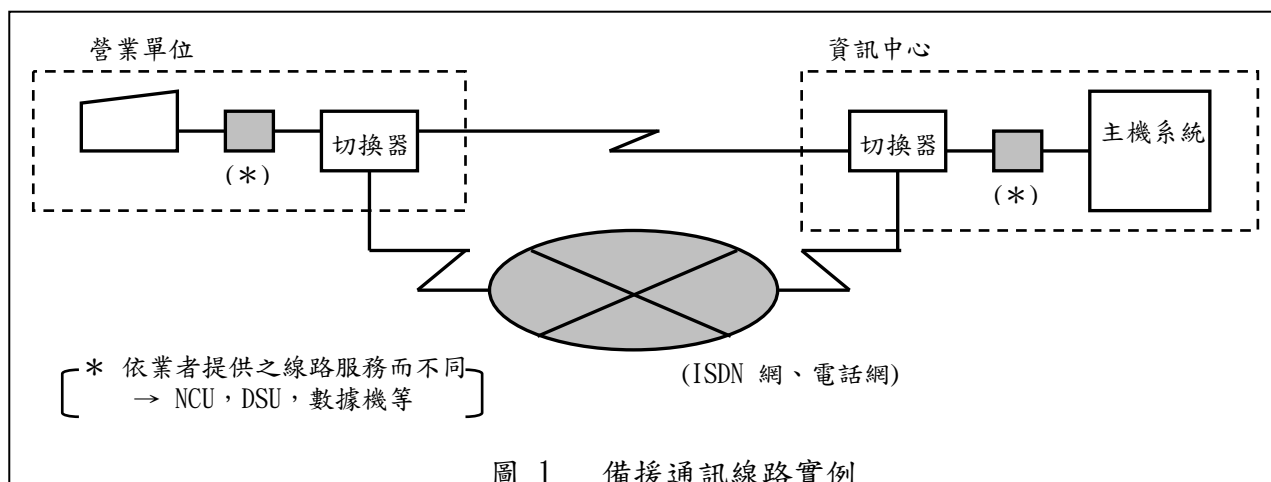 營業單位
資訊中心
切換器
切換器
主機系統
(＊)
(＊)
＊ 依業者提供之線路服務而不同
→ NCU，DSU，數據機等
(ISDN 網、電話網)
圖 1 備援通訊線路實例